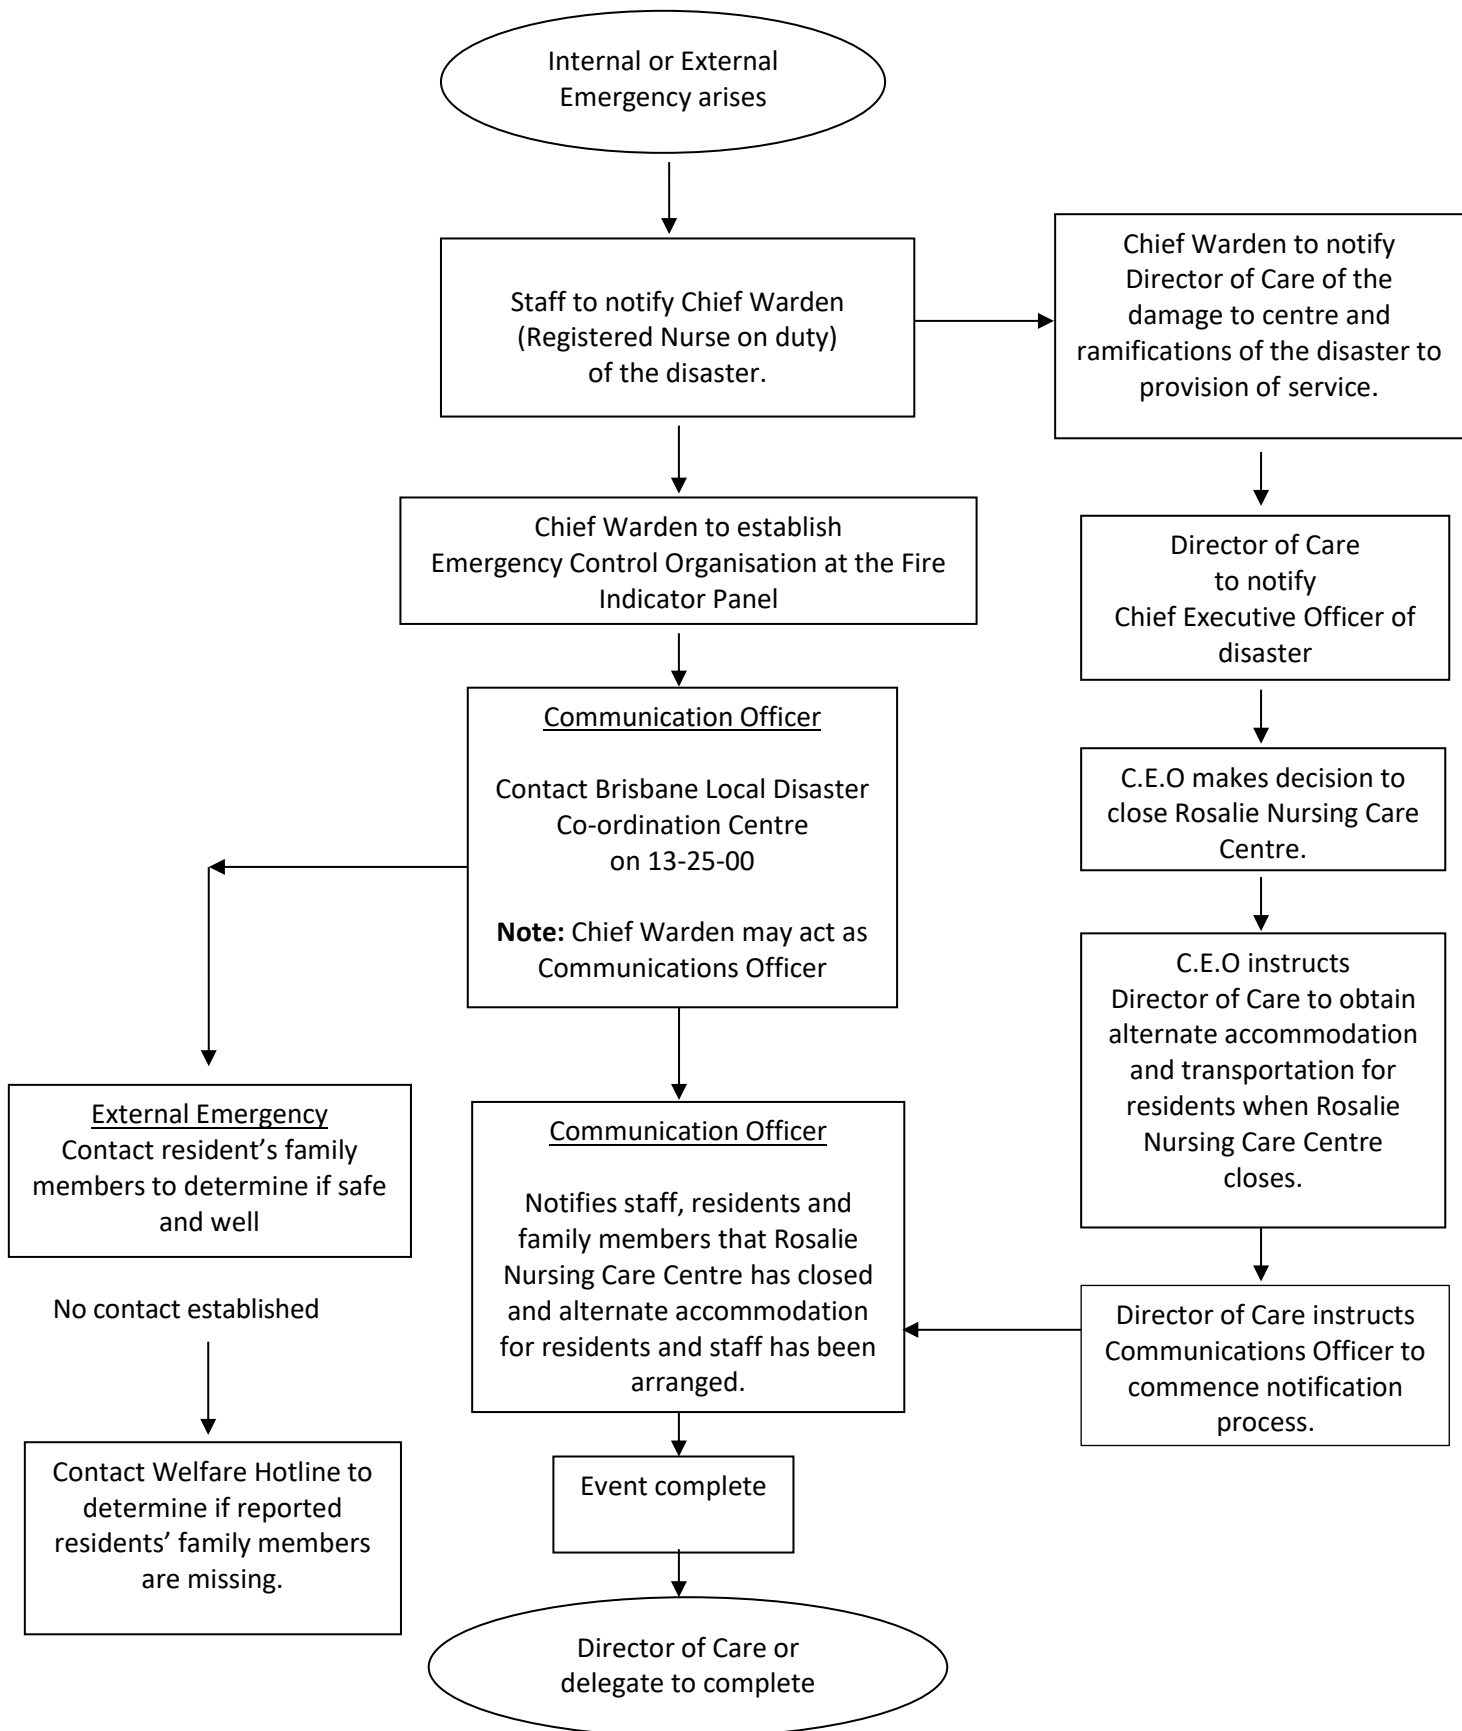 Internal or External
Emergency arises
Staff to notify Chief Warden
(Registered Nurse on duty)
of the disaster.
Chief Warden to notify
Director of Care of the
damage to centre and
ramifications of the disaster to
provision of service.
Chief Warden to establish
Emergency Control Organisation at the Fire
Indicator Panel
Director of Care
to notify
Chief Executive Officer of
disaster
Communication Officer
Contact Brisbane Local Disaster
Co-ordination Centre
on 13-25-00
Note: Chief Warden may act as
Communications Officer
C.E.O makes decision to
close Rosalie Nursing Care
Centre.
C.E.O instructs
Director of Care to obtain
alternate accommodation
and transportation for
residents when Rosalie
Nursing Care Centre
closes.
External Emergency
Contact resident’s family
members to determine if safe
and well
No contact established
Contact Welfare Hotline to
determine if reported
residents’ family members
are missing.
Communication Officer
Notifies staff, residents and
family members that Rosalie
Nursing Care Centre has closed
and alternate accommodation
for residents and staff has been
arranged.
Director of Care instructs
Communications Officer to
commence notification
process.
Event complete
Director of Care or
delegate to complete